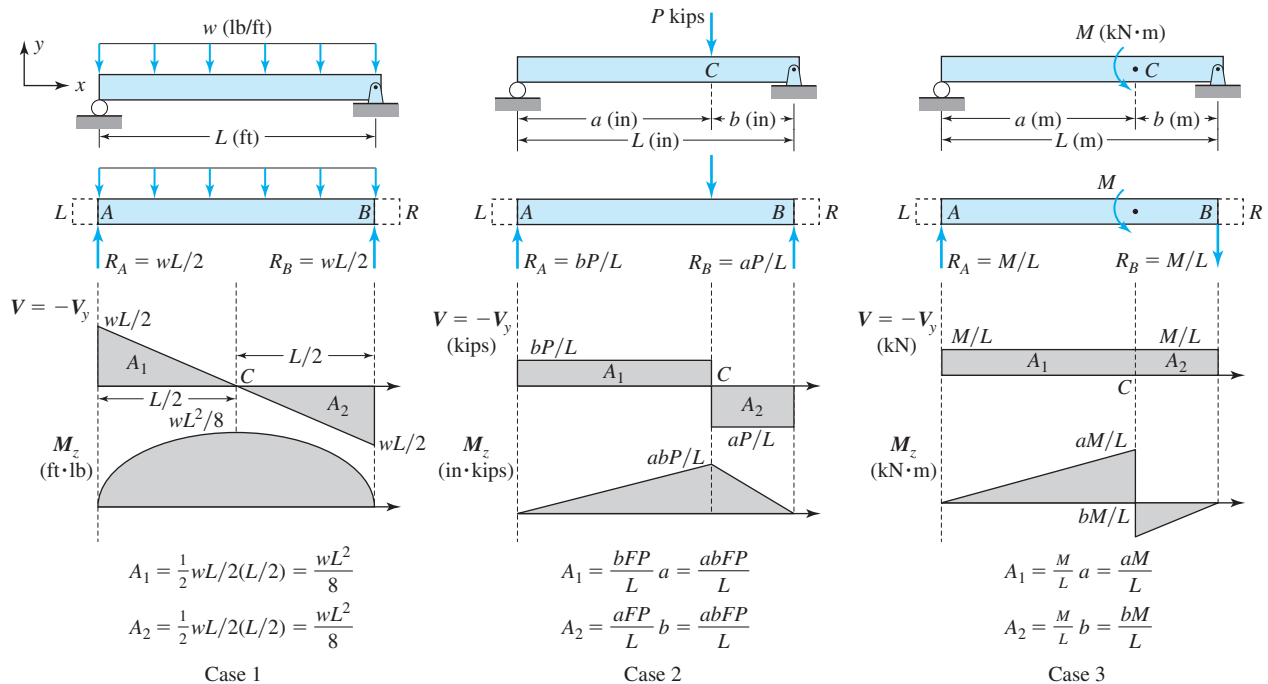 y
x
w (lb/ft)
L (ft)
L
A
B
R
R_A = wL/2
R_B = wL/2
V = −V_y
wL/2
A_1
L/2
C
L/2
A_2
wL/2
wL²/8
M_z
(ft·lb)
A_1 = 1/2 wL/2(L/2) = wL²/8
A_2 = 1/2 wL/2(L/2) = wL²/8
Case 1
P kips
C
a (in)
b (in)
L (in)
L
A
B
R
R_A = bP/L
R_B = aP/L
V = −V_y
(kips)
bP/L
A_1
C
A_2
aP/L
M_z
(in·kips)
abP/L
A_1 = bFP/L a = abFP/L
A_2 = aFP/L b = abFP/L
Case 2
M (kN·m)
C
a (m)
b (m)
L (m)
M
L
A
B
R
R_A = M/L
R_B = M/L
V = −V_y
(kN)
M/L
M/L
A_1
A_2
C
M_z
(kN·m)
aM/L
bM/L
A_1 = M/L a = aM/L
A_2 = M/L b = bM/L
Case 3